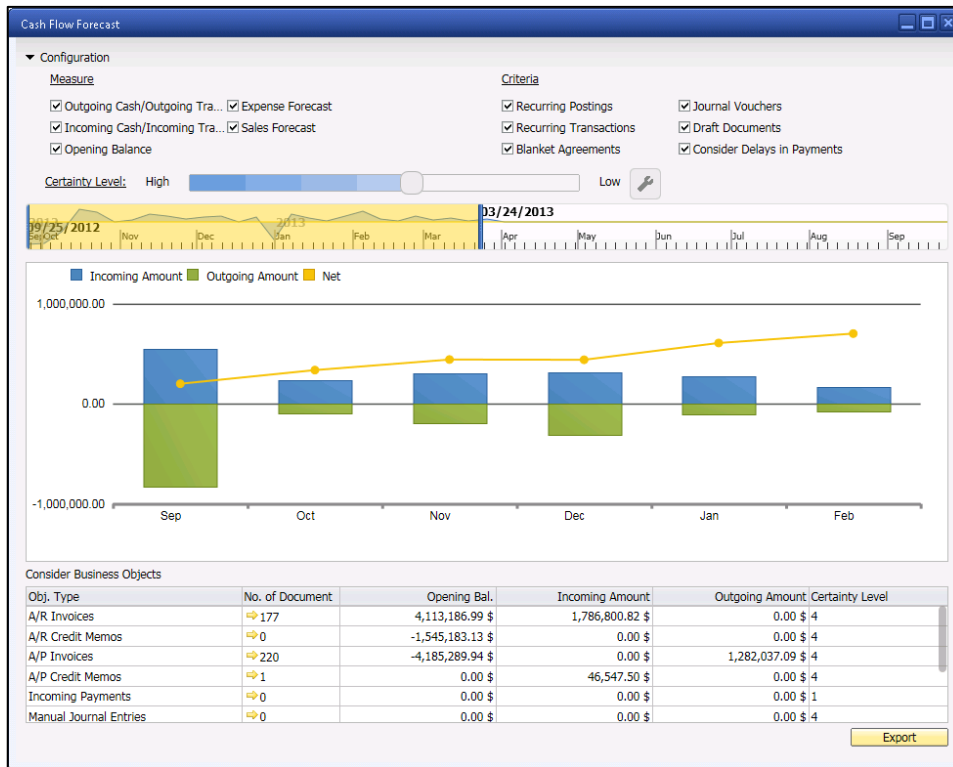 Cash Flow Forecast
Configuration
Measure Criteria
Outgoing Cash/Outgoing Tra... Expense Forecast Recurring Postings Journal Vouchers
Incoming Cash/Incoming Tra... Sales Forecast Recurring Transactions Draft Documents
Opening Balance Blanket Agreements Consider Delays in Payments
Certainty Level: High Low
03/24/2013
2012 2013
09/25/2012
Sep Oct Nov Dec Jan Feb Mar Apr May Jun Jul Aug Sep
Incoming Amount Outgoing Amount Net
1,000,000.00
0.00
-1,000,000.00
Sep Oct Nov Dec Jan Feb
Consider Business Objects
Obj. Type No. of Document Opening Bal. Incoming Amount Outgoing Amount Certainty Level
A/R Invoices 177 4,113,186.99 $ 1,786,800.82 $ 0.00 $ 4
A/R Credit Memos 0 -1,545,183.13 $ 0.00 $ 0.00 $ 4
A/P Invoices 220 -4,185,289.94 $ 0.00 $ 1,282,037.09 $ 4
A/P Credit Memos 1 0.00 $ 46,547.50 $ 0.00 $ 4
Incoming Payments 0 0.00 $ 0.00 $ 0.00 $ 1
Manual Journal Entries 0 0.00 $ 0.00 $ 0.00 $ 4
Export